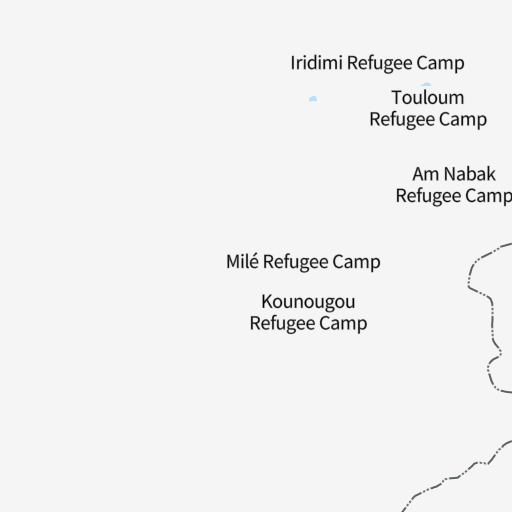 Iridimi Refugee Camp
Touloum
Refugee Camp
Am Nabak
Refugee Camp
Milé Refugee Camp
Kounougou
Refugee Camp